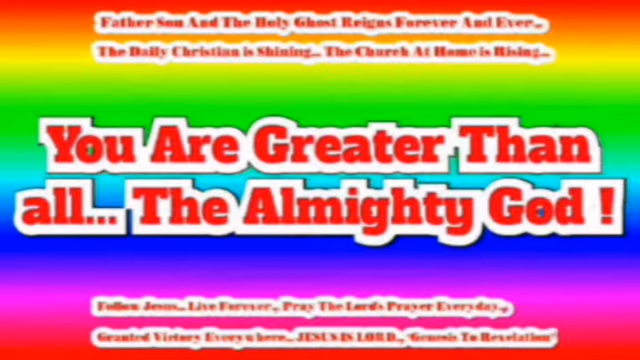 Father Son And The Holy Ghost Reigns Forever And Ever...
The Daily Christian is Shining... The Church At Home is Rising...
You Are Greater Than
all... The Almighty God !
Follow Jesus... Live Forever... Pray The Lords Prayer Everyday...
Granted Victory Everywhere... JESUS IS LORD... "Genesis To Revelation"